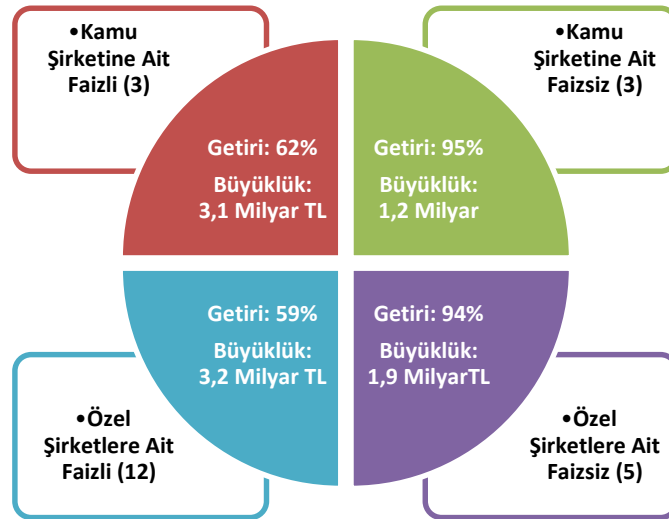 •Kamu
Şirketine Ait
Faizli (3)
•Kamu
Şirketine Ait
Faizsiz (3)
Getiri: 62%
Büyüklük:
3,1 Milyar TL
Getiri: 95%
Büyüklük:
1,2 Milyar
Getiri: 59%
Büyüklük:
3,2 Milyar TL
Getiri: 94%
Büyüklük:
1,9 MilyarTL
•Özel
Şirketlere Ait
Faizli (12)
•Özel
Şirketlere Ait
Faizsiz (5)